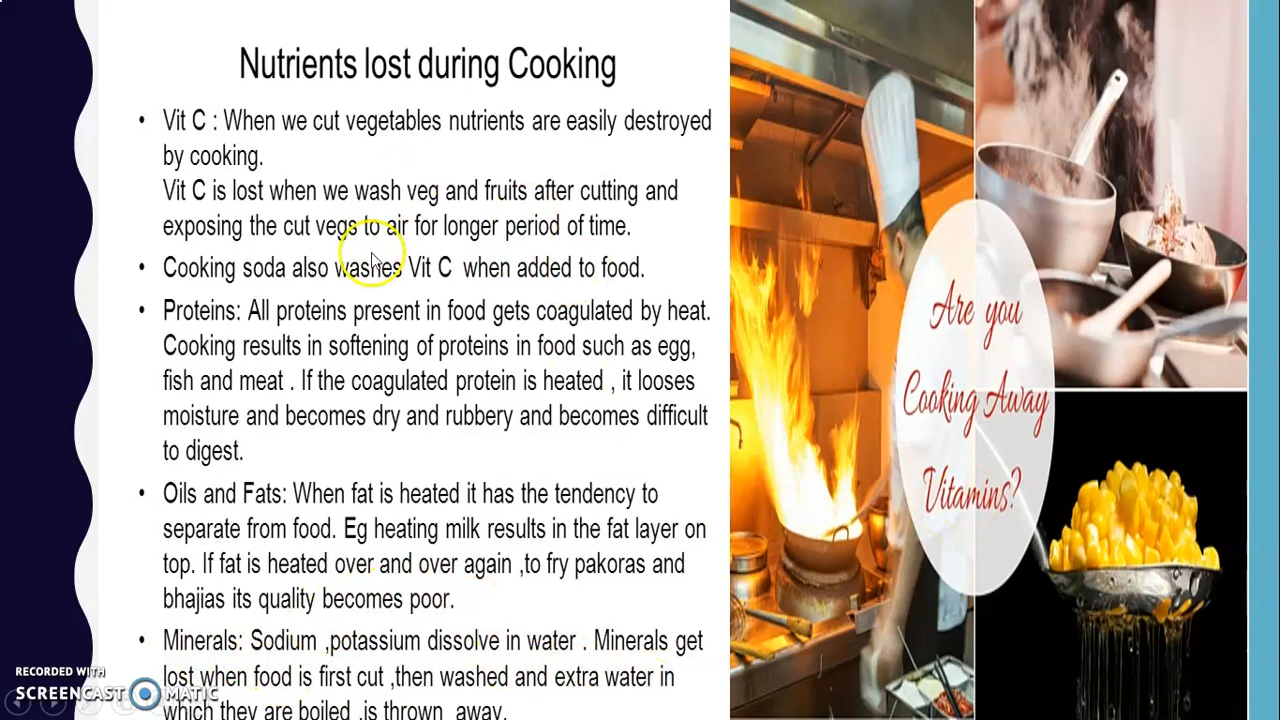 Nutrients lost during Cooking
• Vit C : When we cut vegetables nutrients are easily destroyed
by cooking.
Vit C is lost when we wash veg and fruits after cutting and
exposing the cut vegs to air for longer period of time.
• Cooking soda also washes Vit C when added to food.
• Proteins: All proteins present in food gets coagulated by heat.
Cooking results in softening of proteins in food such as egg,
fish and meat . If the coagulated protein is heated , it looses
moisture and becomes dry and rubbery and becomes difficult
to digest.
• Oils and Fats: When fat is heated it has the tendency to
separate from food. Eg heating milk results in the fat layer on
top. If fat is heated over and over again ,to fry pakoras and
bhajias its quality becomes poor.
• Minerals: Sodium ,potassium dissolve in water . Minerals get
lost when food is first cut ,then washed and extra water in
which they are boiled ,is thrown away.
Are you
Cooking Away
Vitamins?
RECORDED WITH
SCREENCAST MATIC